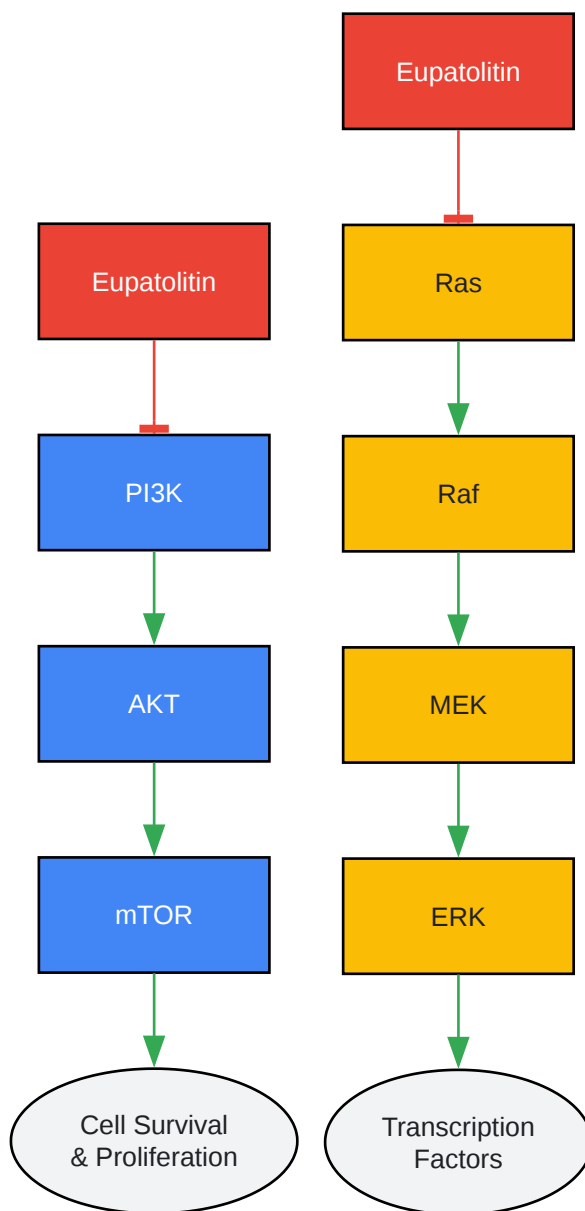 Eupatolitin
PI3K
AKT
mTOR
Cell Survival
& Proliferation
Eupatolitin
Ras
Raf
MEK
ERK
Transcription
Factors